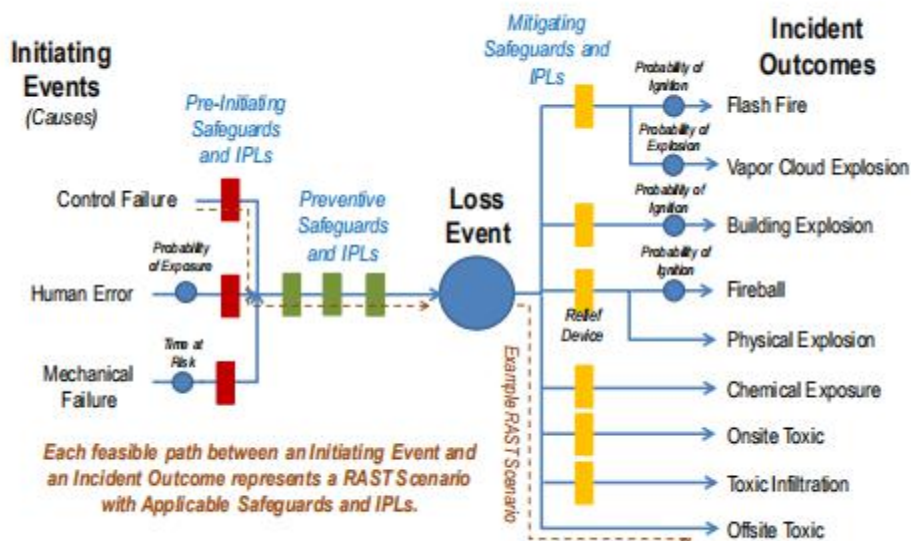 Initiating
Events
(Causes)
Pre-Initiating
Safeguards
and IPLs
Control Failure
Probability
of Exposure
Human Error
Time at
Risk
Mechanical
Failure
Preventive
Safeguards
and IPLs
Loss
Event
Mitigating
Safeguards and
IPLs
Incident
Outcomes
Probability of
Ignition
Flash Fire
Probability of
Explosion
Vapor Cloud Explosion
Probability of
Ignition
Building Explosion
Probability of
Ignition
Fireball
Relief
Device
Physical Explosion
Chemical Exposure
Onsite Toxic
Toxic Infiltration
Offsite Toxic
Example RAST Scenario
Each feasible path between an Initiating Event and
an Incident Outcome represents a RAST Scenario
with Applicable Safeguards and IPLs.